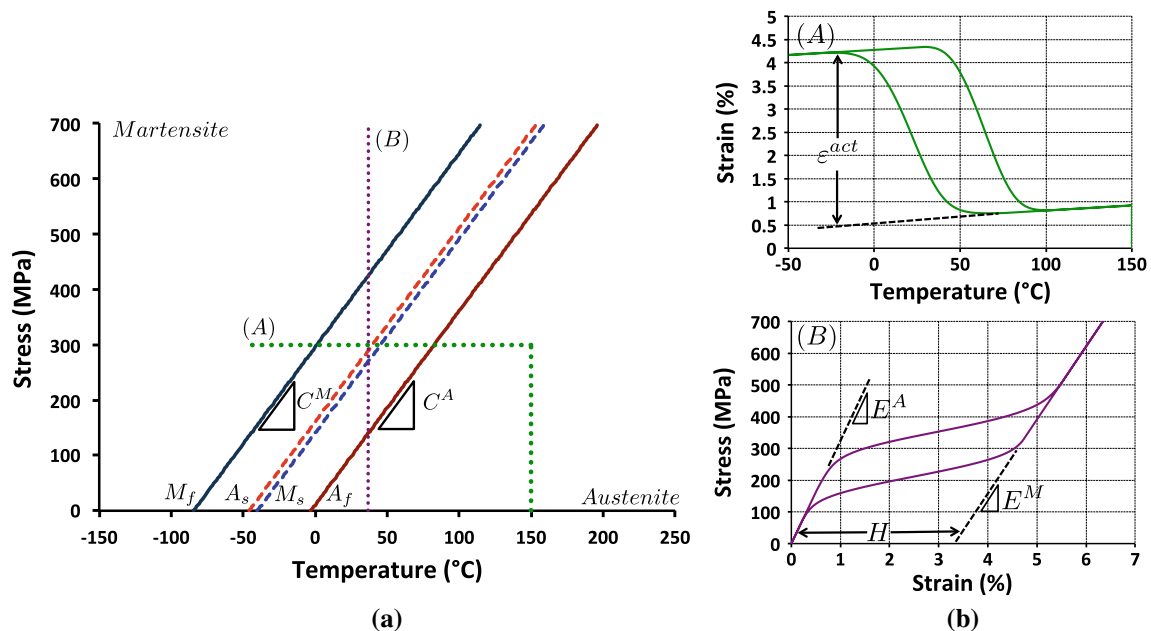 Stress (MPa)
700
600
500
400
300
200
100
0
Martensite
(B)
(A)
C^M
C^A
M_f
A_s
M_s
A_f
Austenite
-150
-100
-50
0
50
100
150
200
250
Temperature (°C)
(a)
(A)
Strain (%)
5
4.5
4
3.5
3
2.5
2
1.5
1
0.5
0
ε^{act}
-50
0
50
100
150
Temperature (°C)
(B)
Stress (MPa)
700
600
500
400
300
200
100
0
E^A
E^M
H
0
1
2
3
4
5
6
7
Strain (%)
(b)